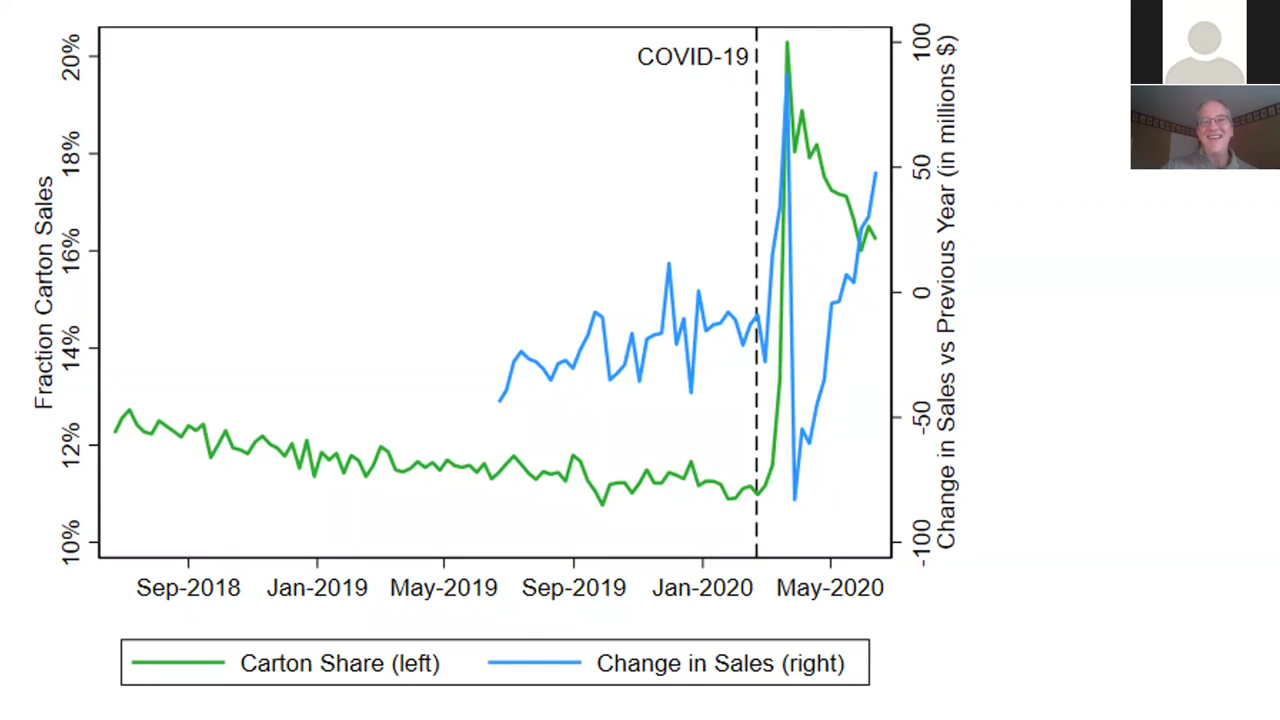 COVID-19
20%
18%
16%
14%
12%
10%
Fraction Carton Sales
100
50
0
-50
-100
Change in Sales vs Previous Year (in millions $)
Sep-2018 Jan-2019 May-2019 Sep-2019 Jan-2020 May-2020
Carton Share (left) Change in Sales (right)